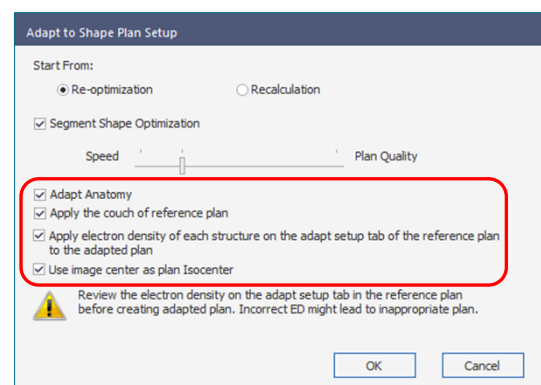 Adapt to Shape Plan Setup
Start From:
Re-optimization Recalculation
Segment Shape Optimization
Speed Plan Quality
Adapt Anatomy
Apply the couch of reference plan
Apply electron density of each structure on the adapt setup tab of the reference plan
to the adapted plan
Use image center as plan Isocenter
Review the electron density on the adapt setup tab in the reference plan
before creating adapted plan. Incorrect ED might lead to inappropriate plan.
OK Cancel